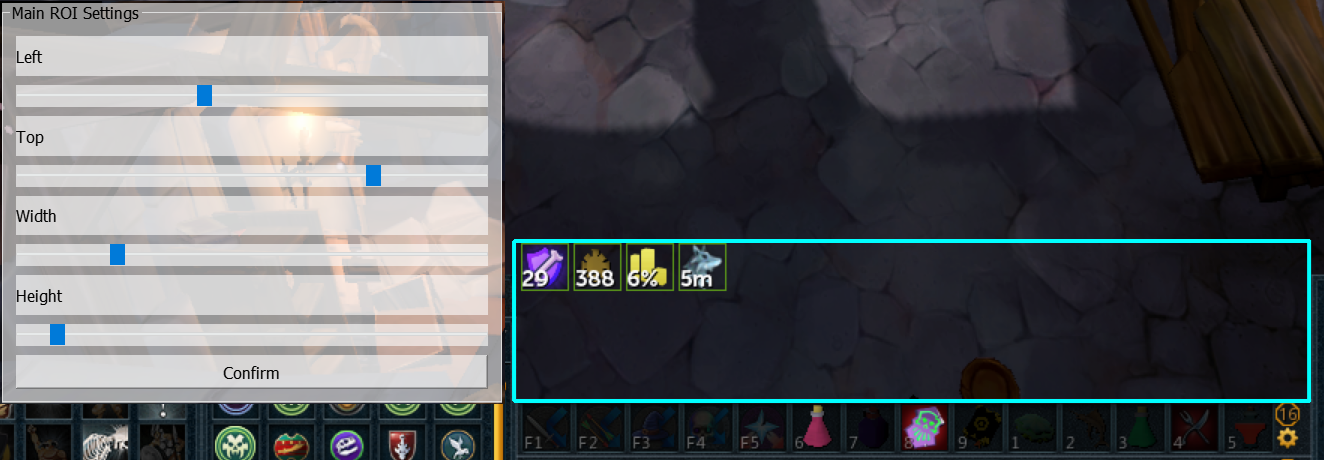 Main ROI Settings
Left
Top
Width
Height
Confirm
29 388 6% 5m
F1 F2 F3 F4 F5 6 7 8 9 1 2 3 4 5
16